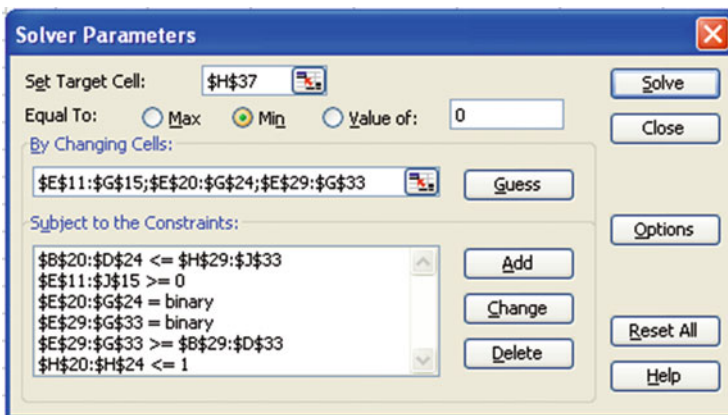 Solver Parameters
Set Target Cell: $H$37 Solve
Equal To: Max Min Value of: 0 Close
By Changing Cells:
$E$11:$G$15;$E$20:$G$24;$E$29:$G$33 Guess
Subject to the Constraints: Options
$B$20:$D$24 <= $H$29:$J$33 Add
$E$11:$J$15 >= 0
$E$20:$G$24 = binary Change
$E$29:$G$33 = binary Reset All
$E$29:$G$33 >= $B$29:$D$33 Delete
$H$20:$H$24 <= 1 Help